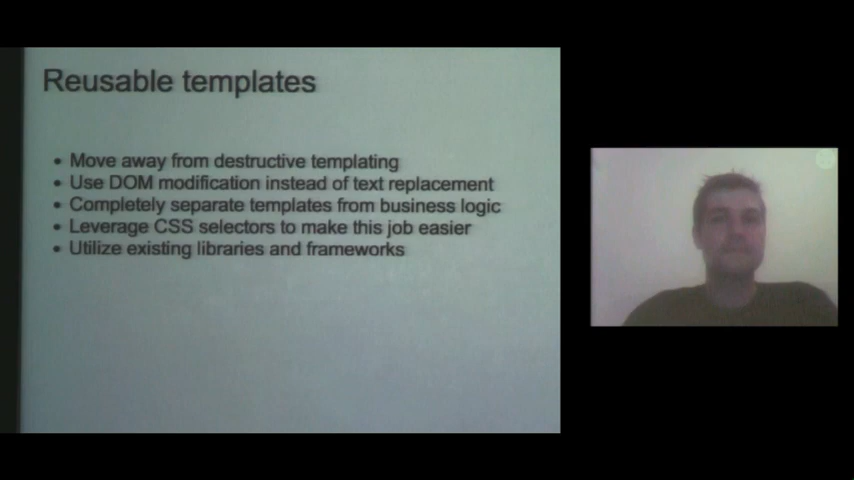 Reusable templates
• Move away from destructive templating
• Use DOM modification instead of text replacement
• Completely separate templates from business logic
• Leverage CSS selectors to make this job easier
• Utilize existing libraries and frameworks